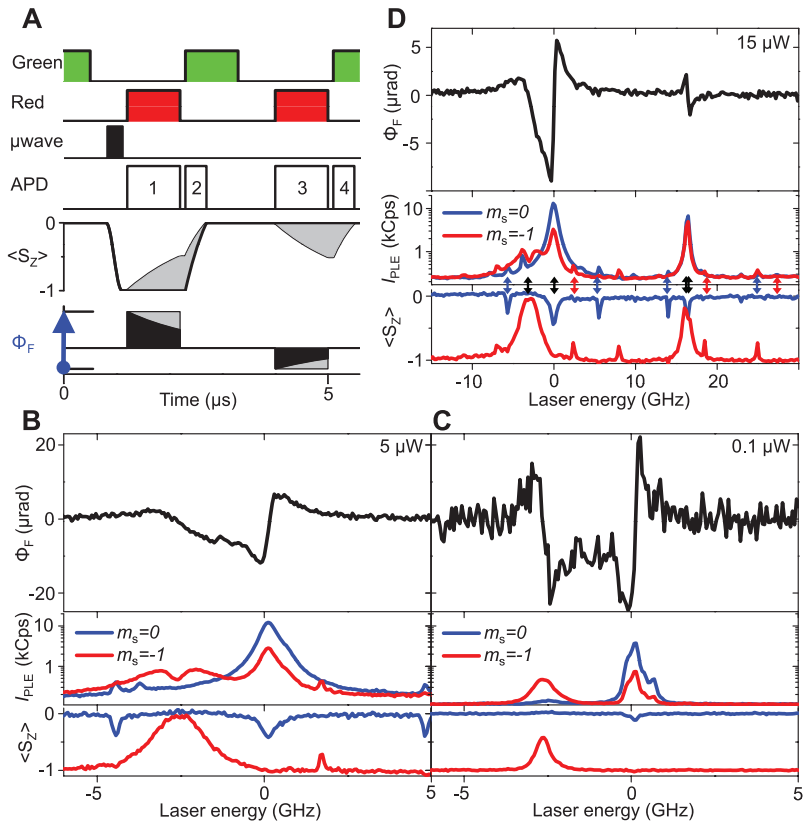 A
Green
Red
μwave
APD
1 2 3 4
0
<S_Z>
-1
Φ_F
0 5
Time (μs)
D
15 μW
5
0
-5
Φ_F (μrad)
10
1
I_PLE (kCps)
m_s=0
m_s=-1
0
-1
<S_Z>
-10 0 10 20
Laser energy (GHz)
B
5 μW
20
0
-20
Φ_F (μrad)
10
1
I_PLE (kCps)
m_s=0
m_s=-1
0
-1
<S_Z>
-5 0 5
Laser energy (GHz)
C
0.1 μW
m_s=0
m_s=-1
-5 0 5
Laser energy (GHz)